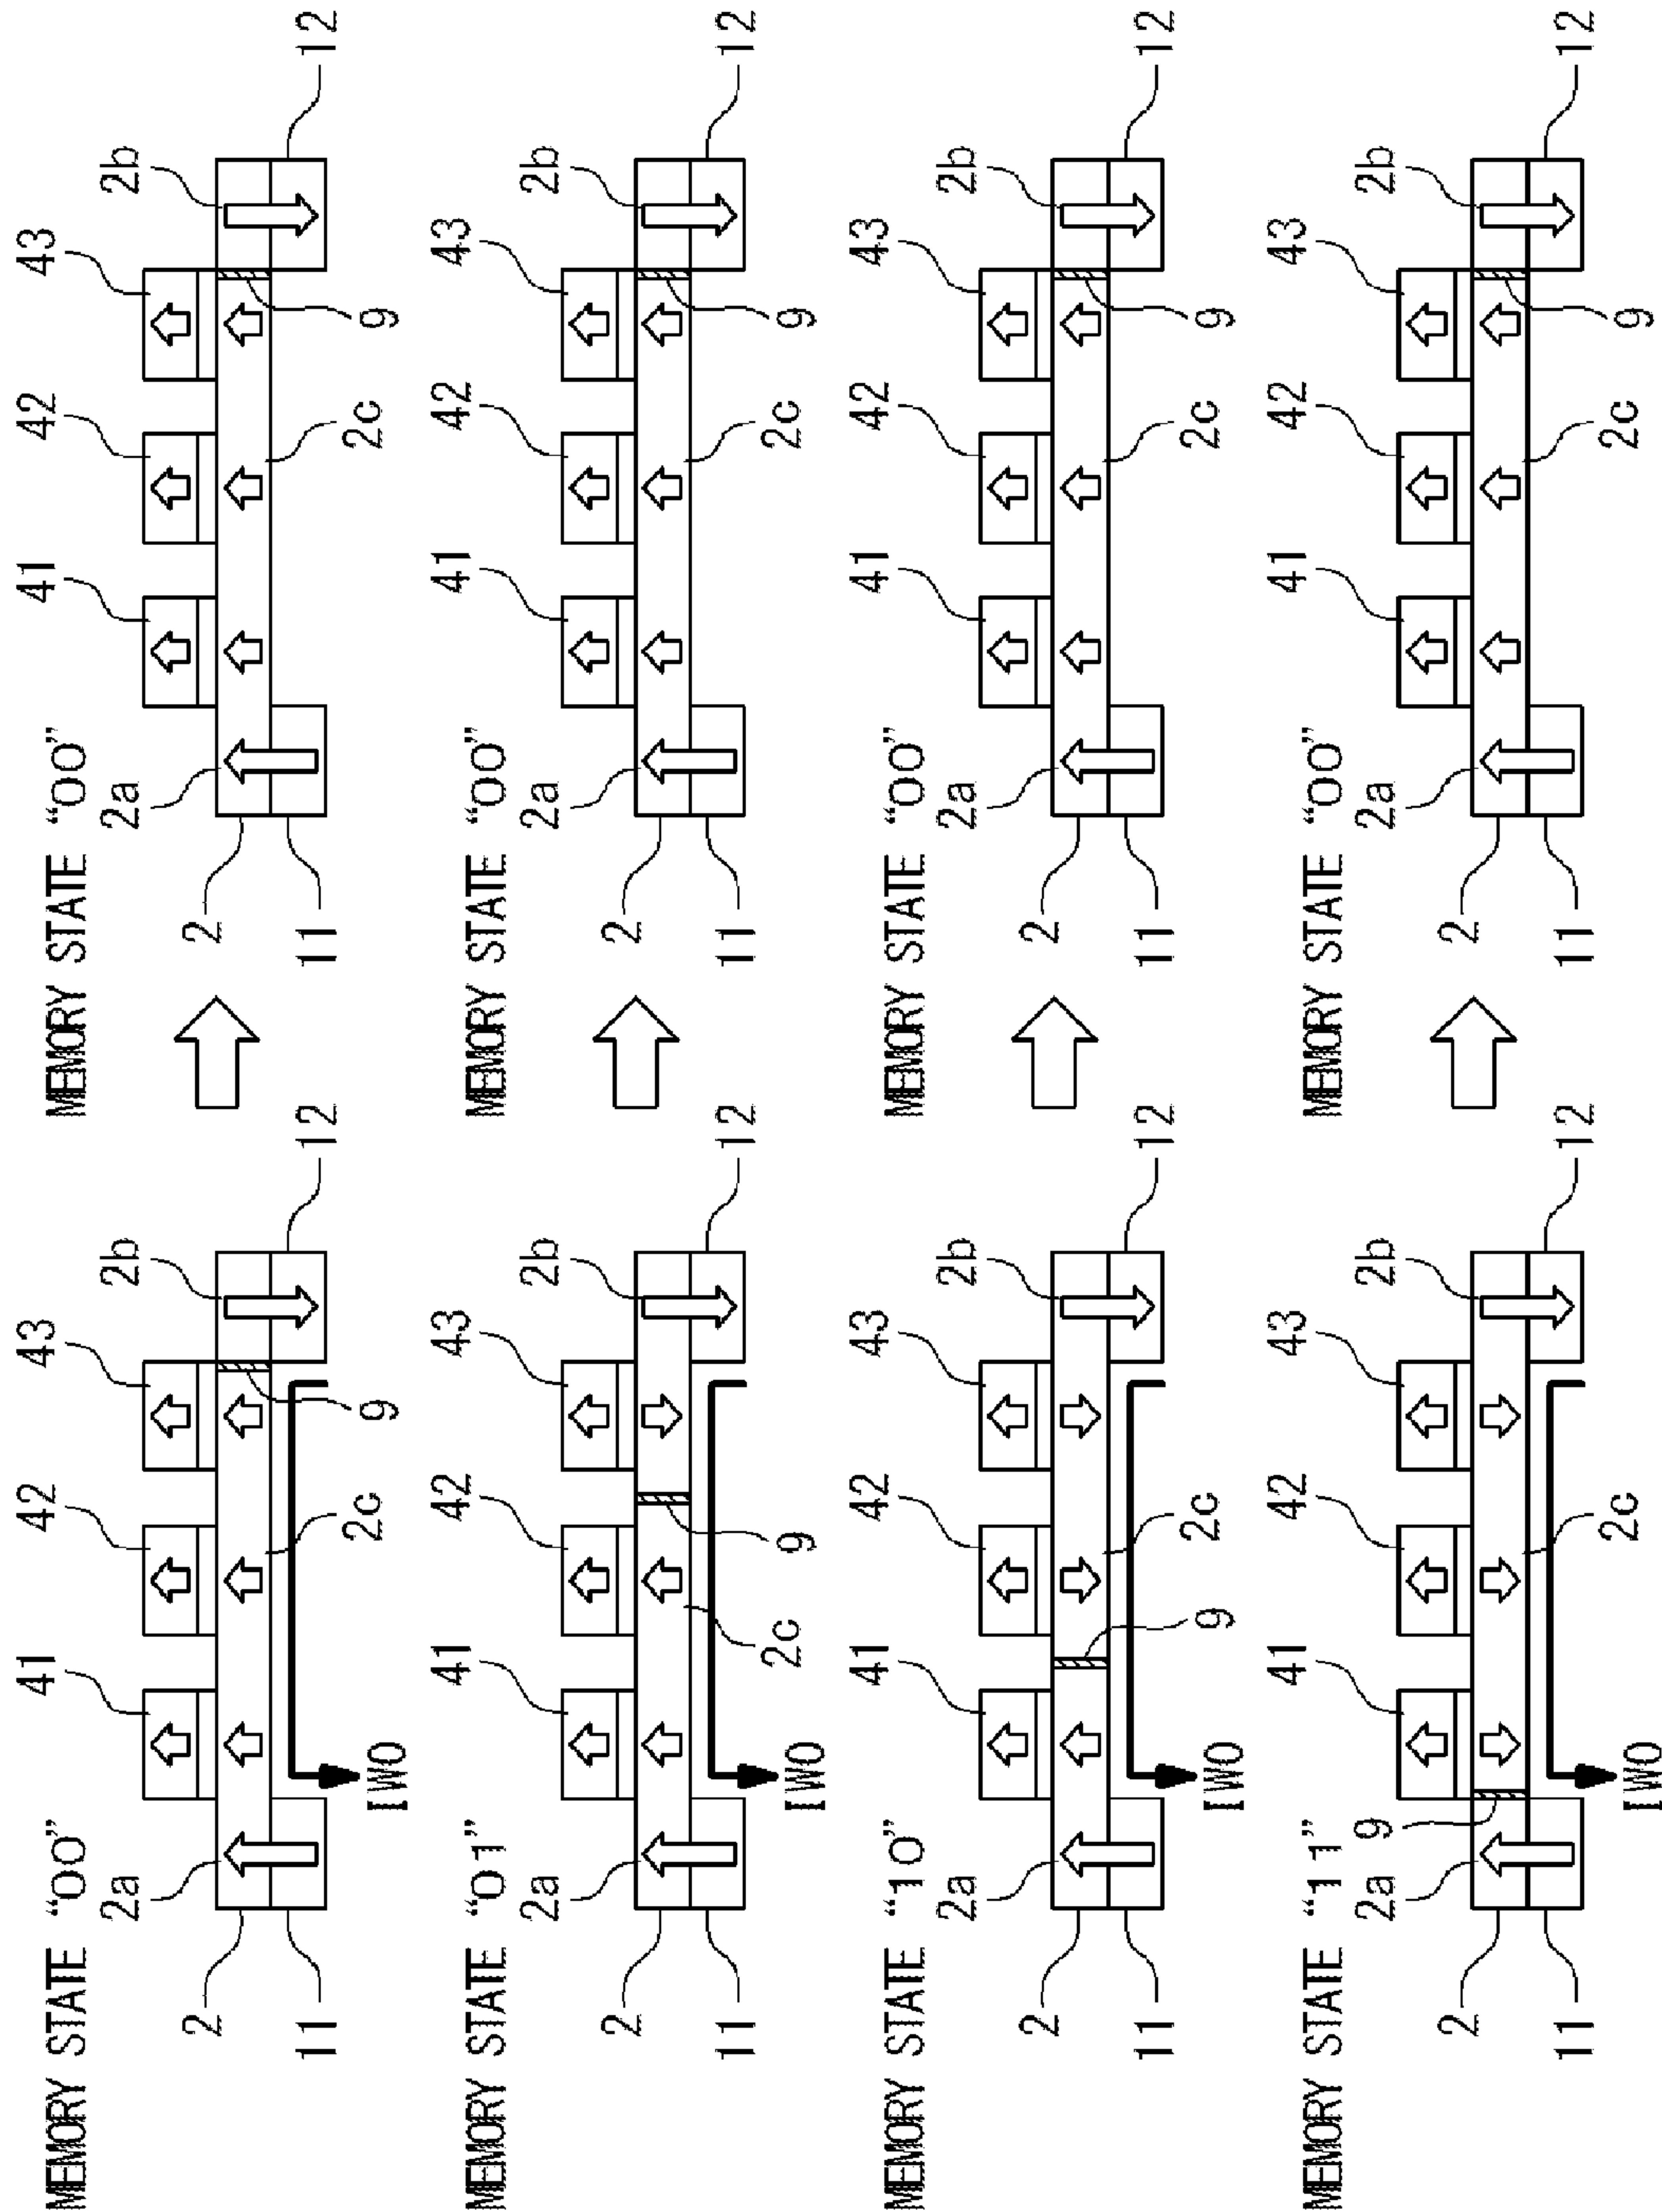 MEMORY STATE “00”
41 42 43
2a 2b
2
11 12
2c 9
IW0
MEMORY STATE “00”
41 42 43
2a 2b
2
11 12
2c 9
MEMORY STATE “01”
41 42 43
2a 2b
2
11 12
2c 9
IW0
MEMORY STATE “00”
41 42 43
2a 2b
2
11 12
2c 9
MEMORY STATE “10”
41 42 43
2a 2b
2
11 12
9 2c
IW0
MEMORY STATE “00”
41 42 43
2a 2b
2
11 12
2c 9
MEMORY STATE “11”
41 42 43
2a 2b
2 9
11 12
2c
IW0
MEMORY STATE “00”
41 42 43
2a 2b
2
11 12
2c 9